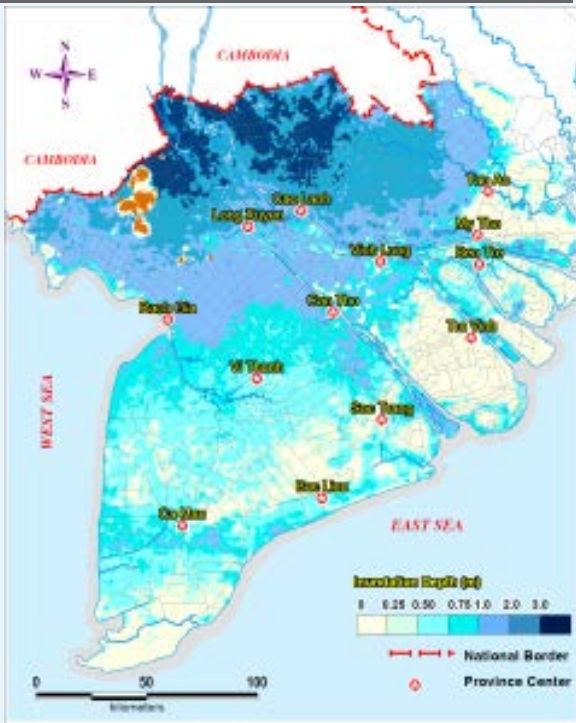 N
W E
S
CAMBODIA
CAMBODIA
Tan An
Cao Lanh
Long Xuyen
My Tho
Ben Tre
Vinh Long
Rach Gia
Can Tho
Tra Vinh
Vi Thanh
WEST SEA
Soc Trang
Bac Lieu
Ca Mau
EAST SEA
Inundation Depth (m)
0 0.25 0.50 0.75 1.0 2.0 3.0
National Border
Province Center
0 50 100
kilometers